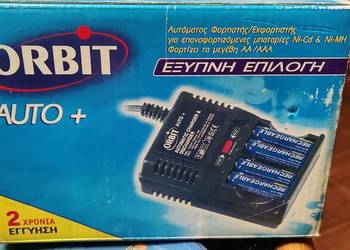 ORBIT
AUTO +
Αυτόματος Φορτιστής/Εκφορτιστής
για επαναφορτιζόμενες μπαταρίες Ni-Cd & Ni-MH
Φορτίζει τα μεγέθη AA /AAA
ΕΞΥΠΝΗ ΕΠΙΛΟΓΗ
ORBIT
AUTO +
RECHARGEABLE
RECHARGEABLE
RECHARGEABLE
2 ΧΡΟΝΙΑ
ΕΓΓΥΗΣΗ